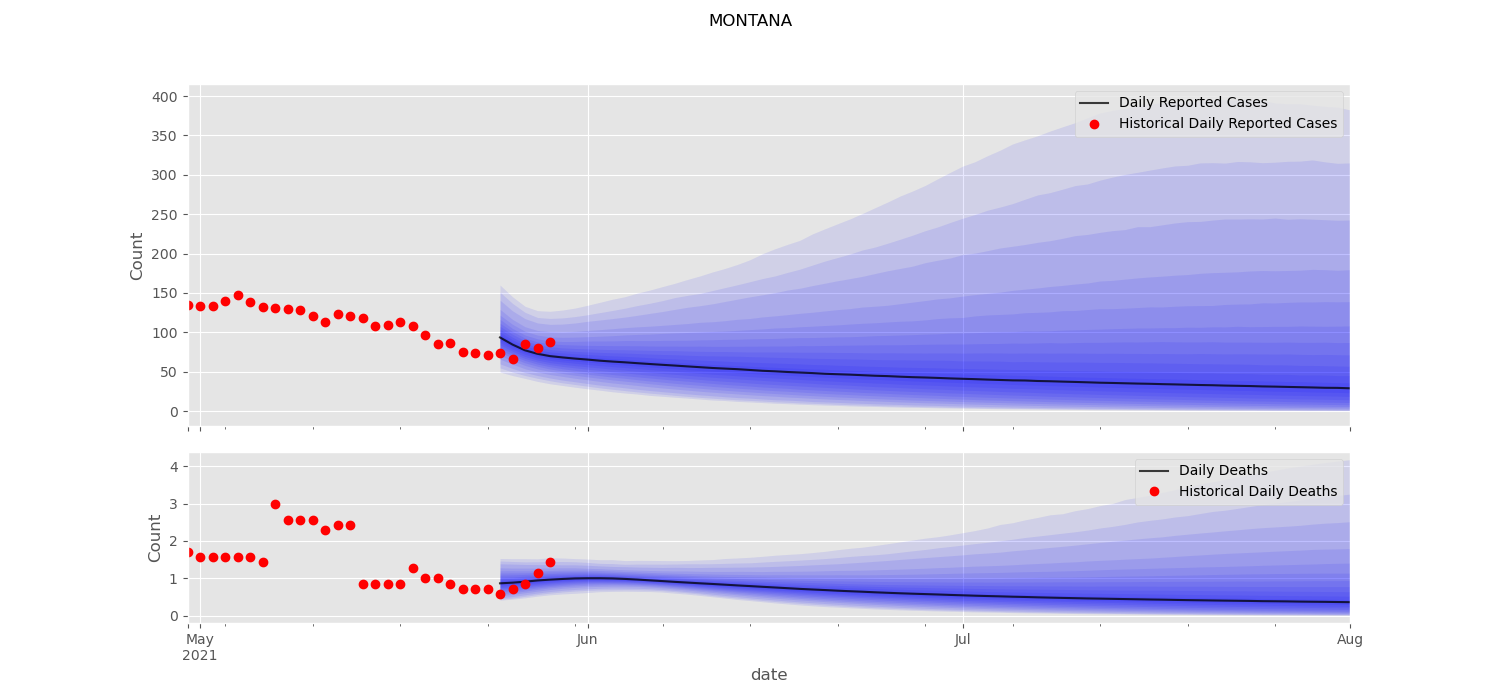 MONTANA
400
350
300
250
200
150
100
50
0
Count
Daily Reported Cases
Historical Daily Reported Cases
4
3
2
1
0
Count
Daily Deaths
Historical Daily Deaths
May
2021
Jun
Jul
Aug
date